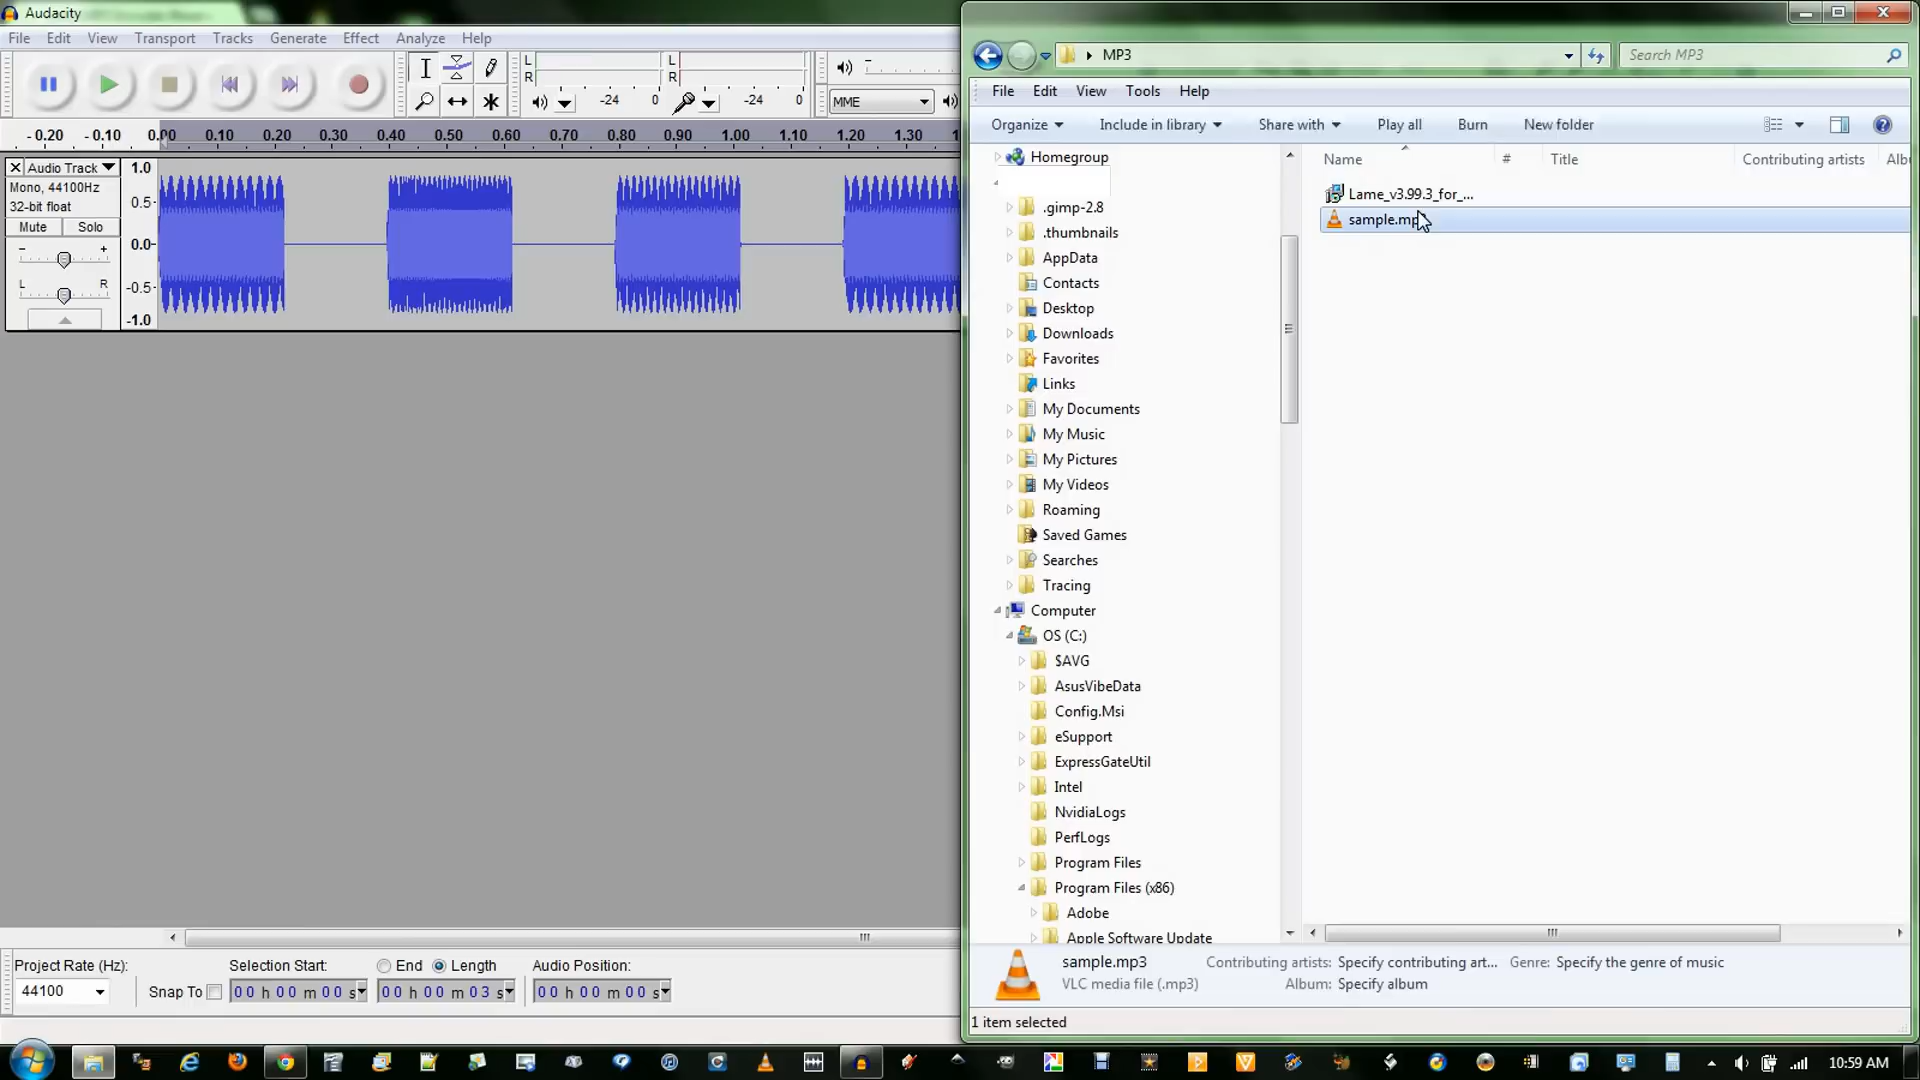 Audacity
File Edit View Transport Tracks Generate Effect Analyze Help
L
R
-24 0
L
R
-24 0
MME
- 0.20 - 0.10 0.00 0.10 0.20 0.30 0.40 0.50 0.60 0.70 0.80 0.90 1.00 1.10 1.20 1.30
Audio Track
Mono, 44100Hz
32-bit float
Mute Solo
- +
L R
1.0
0.5
0.0
-0.5
-1.0
Project Rate (Hz):
44100
Snap To
Selection Start:
End Length
Audio Position:
00 h 00 m 00 s
00 h 00 m 03 s
00 h 00 m 00 s
MP3
Search MP3
File Edit View Tools Help
Organize Include in library Share with Play all Burn New folder
Homegroup
.gimp-2.8
.thumbnails
AppData
Contacts
Desktop
Downloads
Favorites
Links
My Documents
My Music
My Pictures
My Videos
Roaming
Saved Games
Searches
Tracing
Computer
OS (C:)
$AVG
AsusVibeData
Config.Msi
eSupport
ExpressGateUtil
Intel
NvidiaLogs
PerfLogs
Program Files
Program Files (x86)
Adobe
Apple Software Update
Name # Title Contributing artists Albu
Lame_v3.99.3_for_...
sample.mp3
sample.mp3 Contributing artists: Specify contributing art... Genre: Specify the genre of music
VLC media file (.mp3) Album: Specify album
1 item selected
10:59 AM